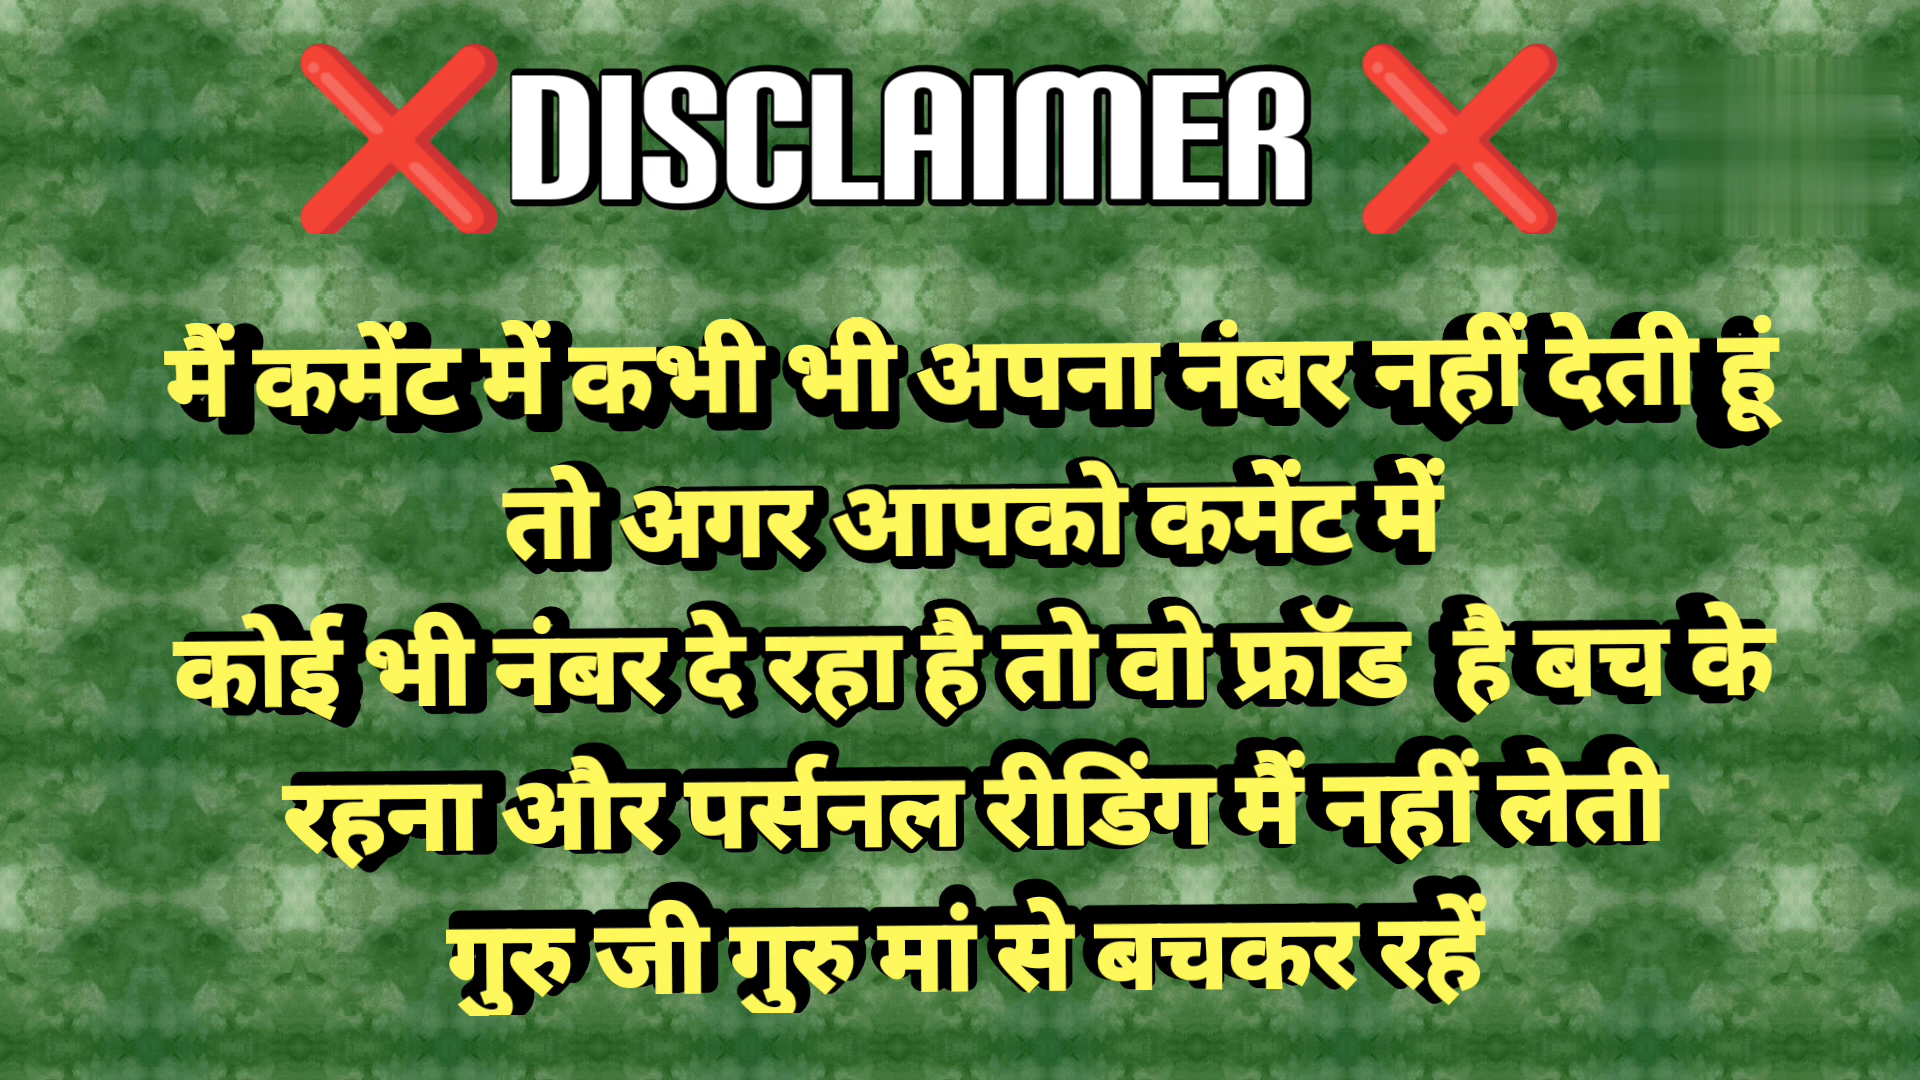 ❌DISCLAIMER ❌
मैं कमेंट में कभी भी अपना नंबर नहीं देती हूं
तो अगर आपको कमेंट में
कोई भी नंबर दे रहा है तो वो फ्रॉड है बच के
रहना और पर्सनल रीडिंग मैं नहीं लेती
गुरु जी गुरु मां से बचकर रहें